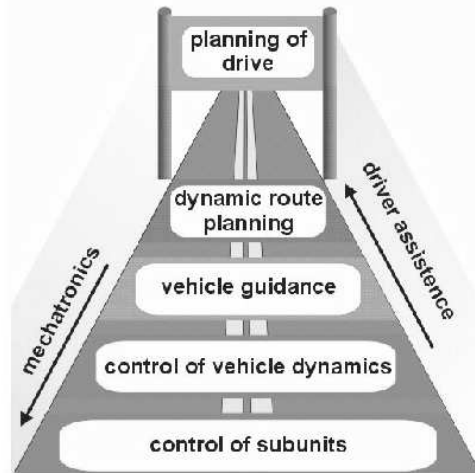 planning of
drive
dynamic route
planning
mechatronics
driver assistence
vehicle guidance
control of vehicle dynamics
control of subunits